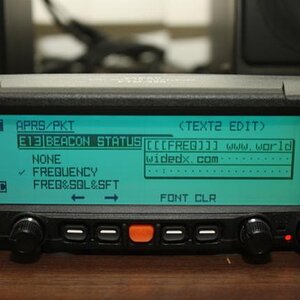 APRS/PKT (TEXT2 EDIT)
E13 BEACON STATUS
[[[FREQ]]] www.world
widedx.com
NONE
✓ FREQUENCY
FREQ&SQL&SFT
← → FONT CLR